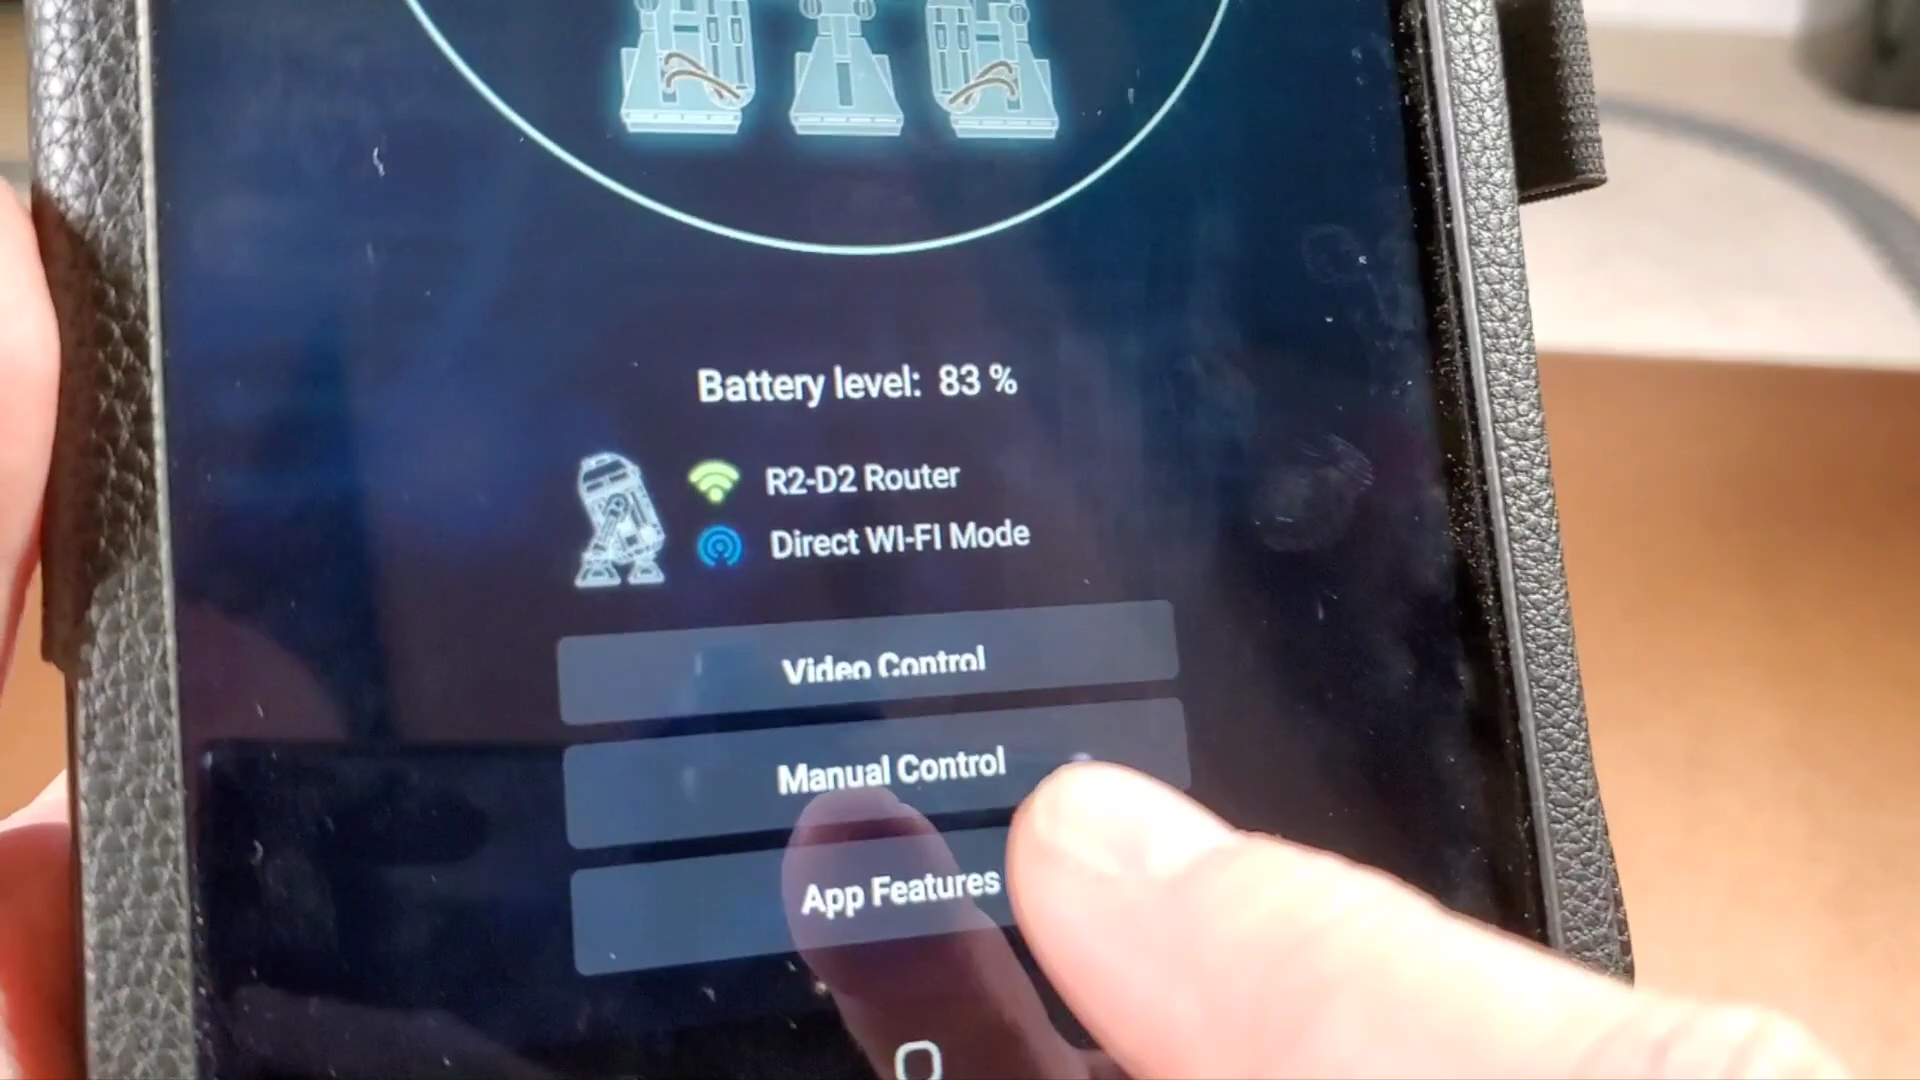 Battery level: 83 %
R2-D2 Router
Direct WI-FI Mode
Video Control
Manual Control
App Features